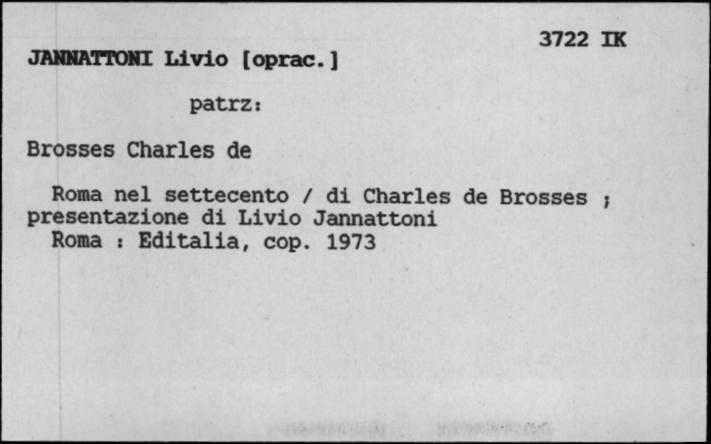 3722 IK
JANNATTONI Livio [oprac.]
patrz:
Brosses Charles de
Roma nel settecento / di Charles de Brosses ;
presentazione di Livio Jannattoni
Roma : Editalia, cop. 1973